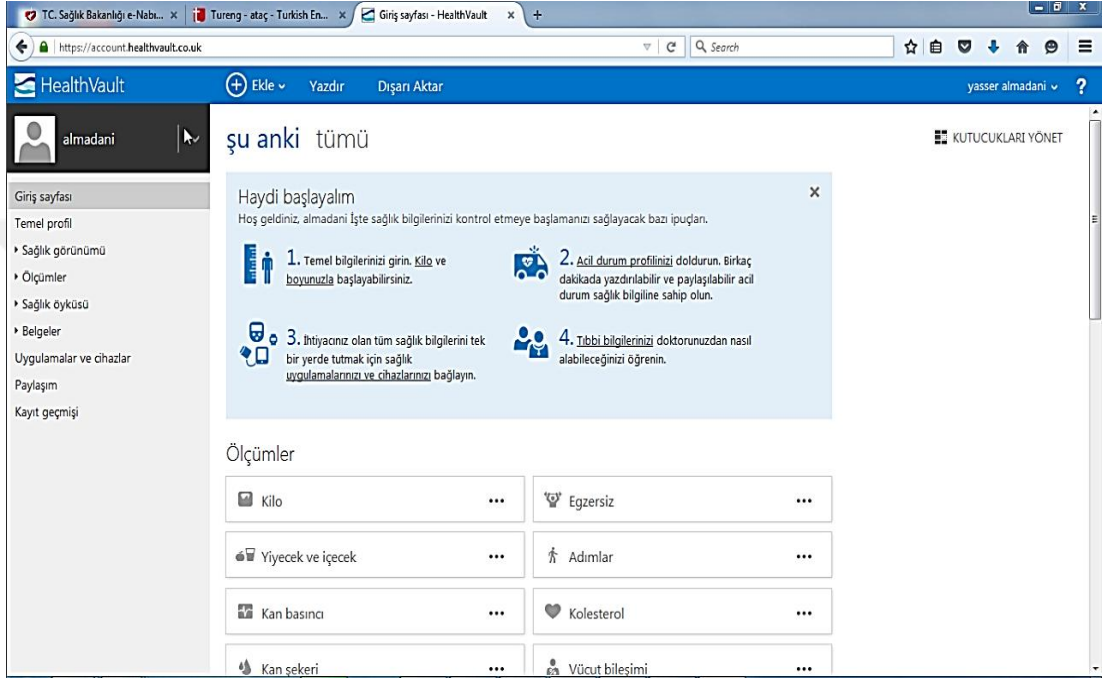 TC. Sağlık Bakanlığı e-Nabı...
Tureng - ataç - Turkish En...
Giriş sayfası - HealthVault
https://account.healthvault.co.uk
Search
HealthVault
Ekle
Yazdır
Dışarı Aktar
yasser almadani
?
almadani
şu anki tümü
KUTUCUKLARI YÖNET
Giriş sayfası
Temel profil
Sağlık görünümü
Ölçümler
Sağlık öyküsü
Belgeler
Uygulamalar ve cihazlar
Paylaşım
Kayıt geçmişi
Haydi başlayalım
Hoş geldiniz, almadani İşte sağlık bilgilerinizi kontrol etmeye başlamanızı sağlayacak bazı ipuçları.
1. Temel bilgilerinizi girin. Kilo ve
boyunuzla başlayabilirsiniz.
2. Acil durum profilinizi doldurun. Birkaç
dakikada yazdırılabilir ve paylaşılabilir acil
durum sağlık bilgiline sahip olun.
3. İhtiyacınız olan tüm sağlık bilgilerini tek
bir yerde tutmak için sağlık
uygulamalarınızı ve cihazlarınızı bağlayın.
4. Tıbbi bilgilerinizi doktorunuzdan nasıl
alabileceğinizi öğrenin.
Ölçümler
Kilo
Egzersiz
Yiyecek ve içecek
Adımlar
Kan basıncı
Kolesterol
Kan şekeri
Vücut bileşimi